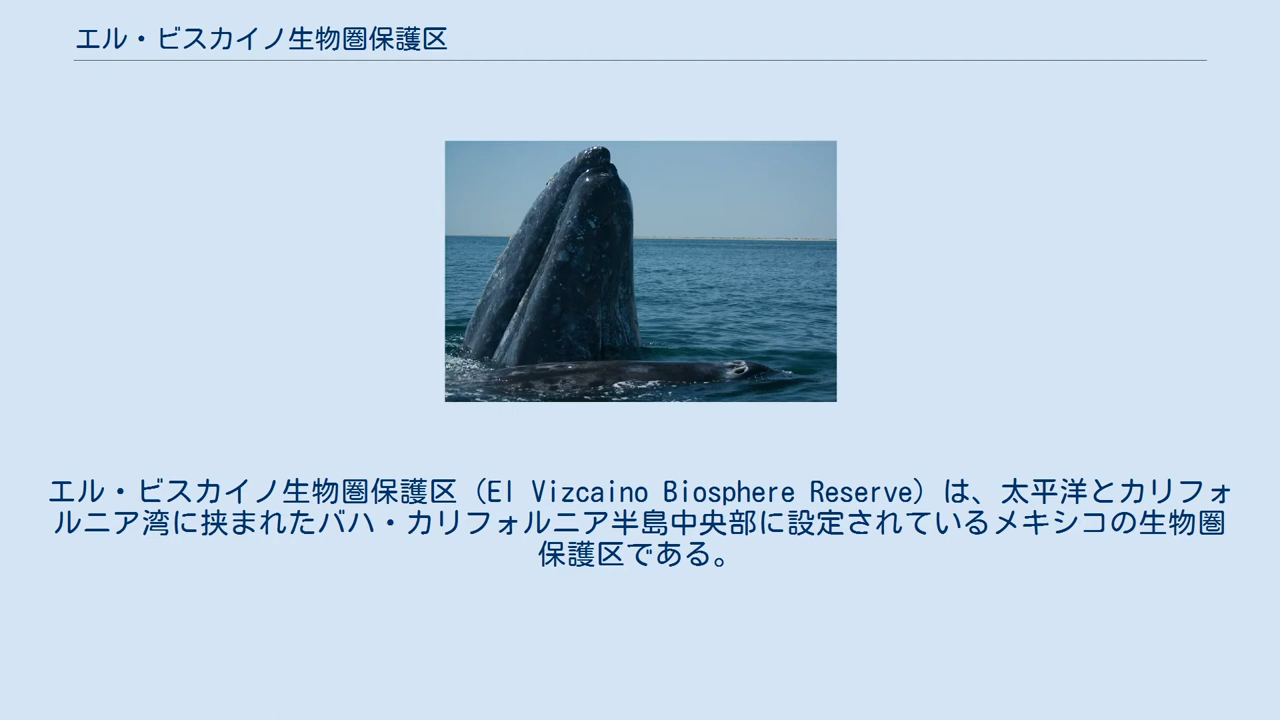 エル・ビスカイノ生物圏保護区
エル・ビスカイノ生物圏保護区（El Vizcaino Biosphere Reserve）は、太平洋とカリフォ
ルニア湾に挟まれたバハ・カリフォルニア半島中央部に設定されているメキシコの生物圏
保護区である。